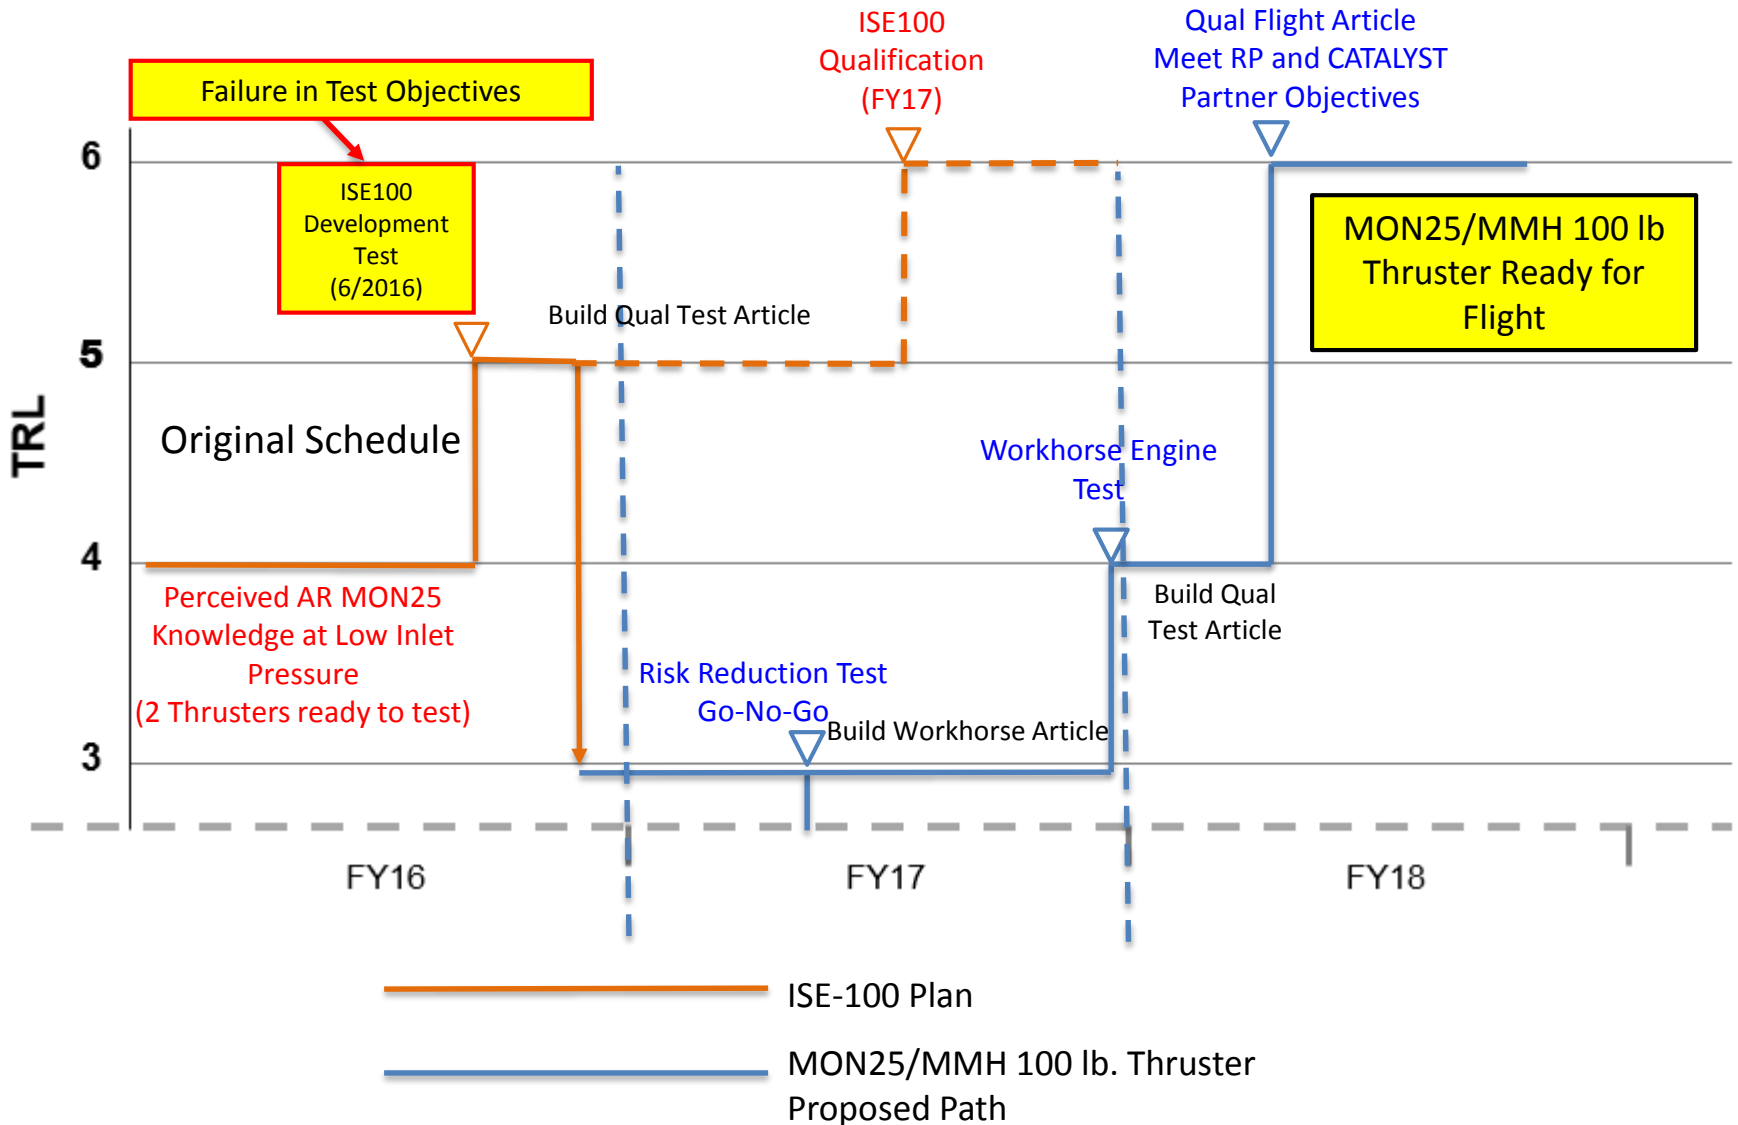 ISE100
Qualification
(FY17)
Qual Flight Article
Meet RP and CATALYST
Partner Objectives
Failure in Test Objectives
6
ISE100
Development
Test
(6/2016)
MON25/MMH 100 lb
Thruster Ready for
Flight
Build Qual Test Article
5
TRL
Original Schedule
Workhorse Engine
Test
4
Perceived AR MON25
Knowledge at Low Inlet
Pressure
(2 Thrusters ready to test)
Build Qual
Test Article
Risk Reduction Test
Go-No-Go
Build Workhorse Article
3
FY16
FY17
FY18
ISE-100 Plan
MON25/MMH 100 lb. Thruster
Proposed Path